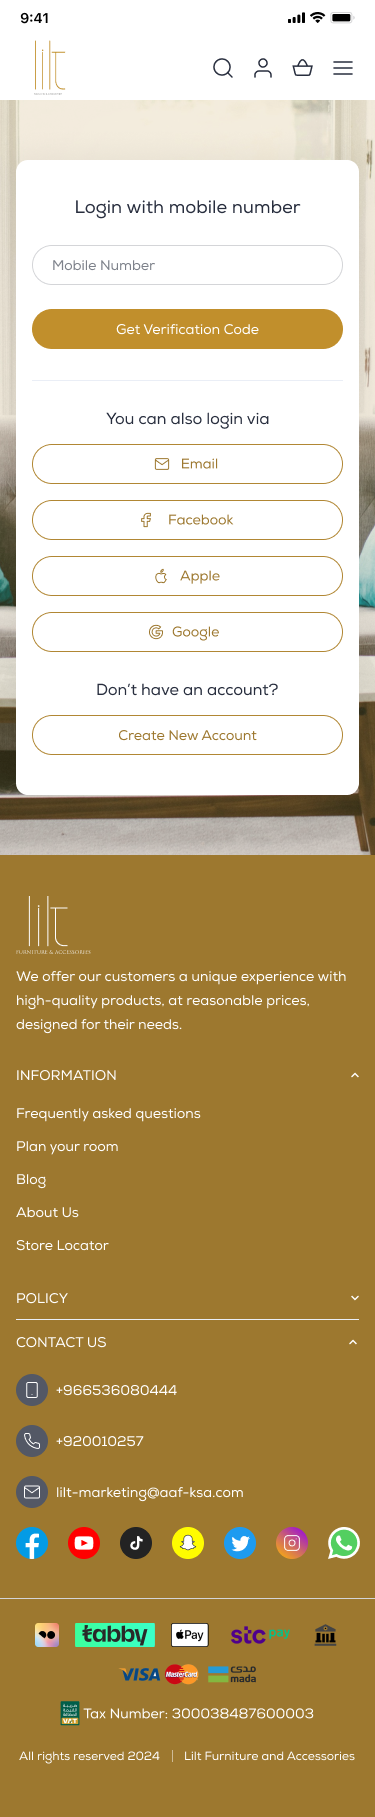 9:41
lilt
Login with mobile number
Mobile Number
Get Verification Code
You can also login via
Email
Facebook
Apple
Google
Don't have an account?
Create New Account
lilt
FURNITURE & ACCESSORIES
We offer our customers a unique experience with
high-quality products, at reasonable prices,
designed for their needs.
INFORMATION
Frequently asked questions
Plan your room
Blog
About Us
Store Locator
POLICY
CONTACT US
+966536080444
+920010257
lilt-marketing@aaf-ksa.com
tabby Pay stc pay
VISA MasterCard مدى mada
VAT Tax Number: 300038487600003
All rights reserved 2024 | Lilt Furniture and Accessories